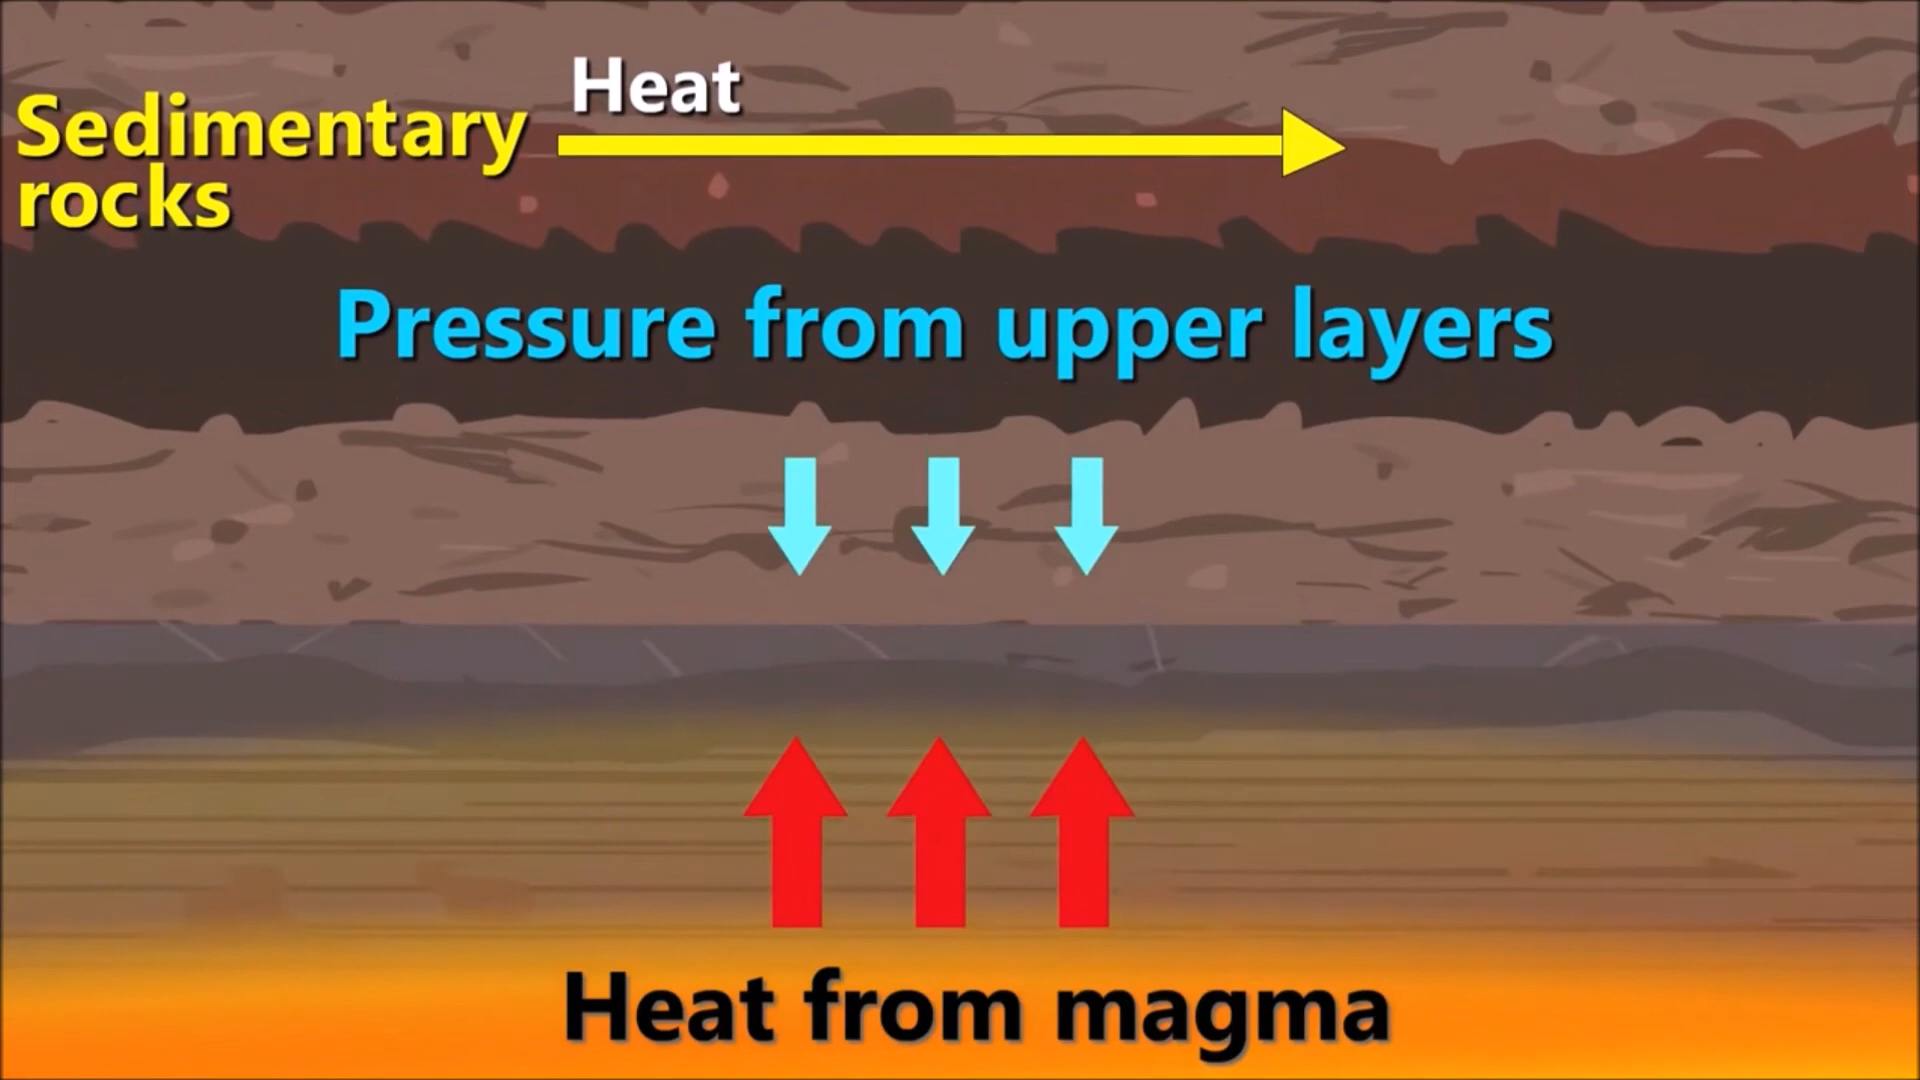 Heat
Sedimentary
rocks
Pressure from upper layers
Heat from magma